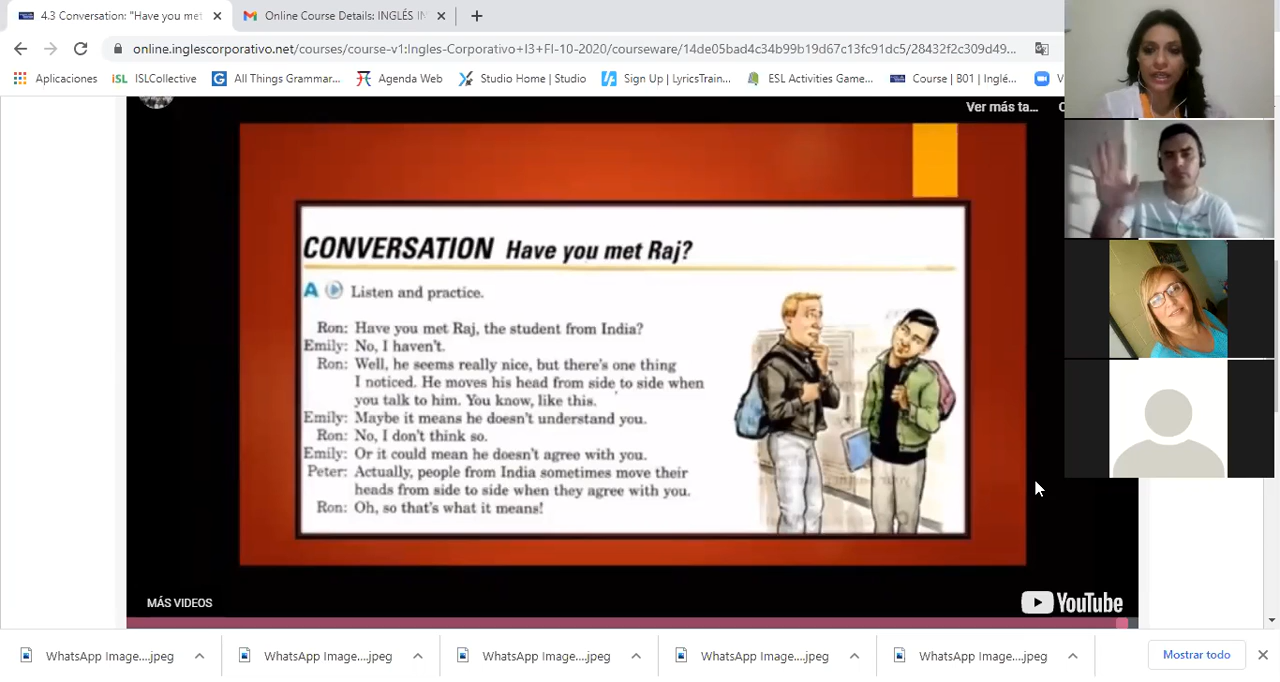 4.3 Conversation: "Have you met
Online Course Details: INGLÉS IN
online.inglescorporativo.net/courses/course-v1:Ingles-Corporativo+I3+FI-10-2020/courseware/14de05bad4c34b99b19d67c13fc91dc5/28432f2c309d49...
Aplicaciones
iSL ISLCollective
All Things Grammar...
Agenda Web
Studio Home | Studio
Sign Up | LyricsTrain...
ESL Activities Game...
Course | B01 | Inglé...
Ver más ta...
CONVERSATION Have you met Raj?
A Listen and practice.
Ron: Have you met Raj, the student from India?
Emily: No, I haven't.
Ron: Well, he seems really nice, but there's one thing
I noticed. He moves his head from side to side when
you talk to him. You know, like this.
Emily: Maybe it means he doesn't understand you.
Ron: No, I don't think so.
Emily: Or it could mean he doesn't agree with you.
Peter: Actually, people from India sometimes move their
heads from side to side when they agree with you.
Ron: Oh, so that's what it means!
MÁS VIDEOS
YouTube
WhatsApp Image....jpeg
WhatsApp Image....jpeg
WhatsApp Image....jpeg
WhatsApp Image....jpeg
WhatsApp Image....jpeg
Mostrar todo